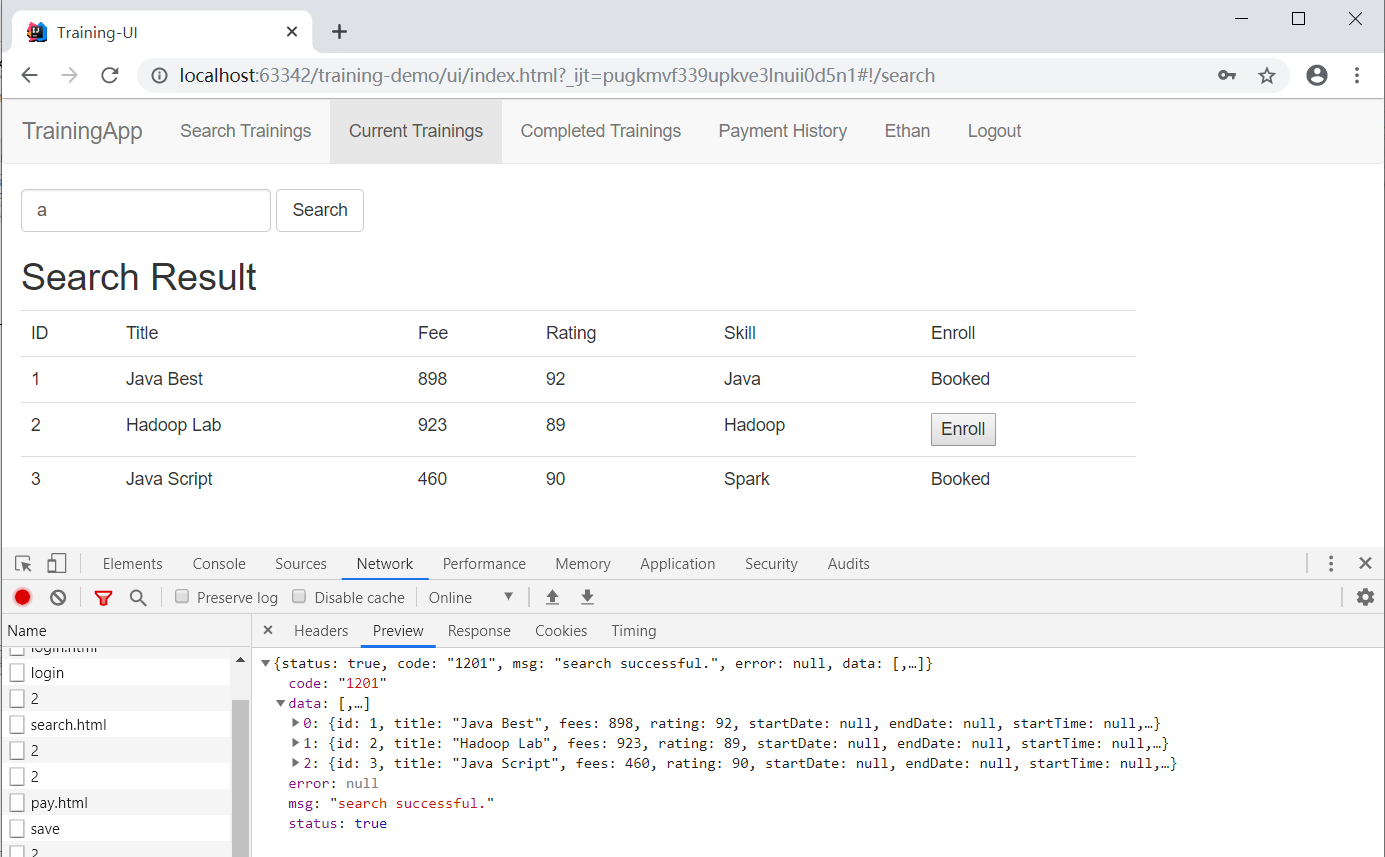 Training-UI
localhost:63342/training-demo/ui/index.html?_ijt=pugkmvf339upkve3lnuii0d5n1#!/search
TrainingApp Search Trainings Current Trainings Completed Trainings Payment History Ethan Logout
a Search
Search Result
ID Title Fee Rating Skill Enroll
1 Java Best 898 92 Java Booked
2 Hadoop Lab 923 89 Hadoop Enroll
3 Java Script 460 90 Spark Booked
Elements Console Sources Network Performance Memory Application Security Audits
Preserve log Disable cache Online
Name Headers Preview Response Cookies Timing
login.html
{status: true, code: "1201", msg: "search successful.", error: null, data: [,…]}
login
code: "1201"
2
data: [,…]
search.html
0: {id: 1, title: "Java Best", fees: 898, rating: 92, startDate: null, endDate: null, startTime: null,…}
2
1: {id: 2, title: "Hadoop Lab", fees: 923, rating: 89, startDate: null, endDate: null, startTime: null,…}
2
2: {id: 3, title: "Java Script", fees: 460, rating: 90, startDate: null, endDate: null, startTime: null,…}
error: null
pay.html
msg: "search successful."
save
status: true
2